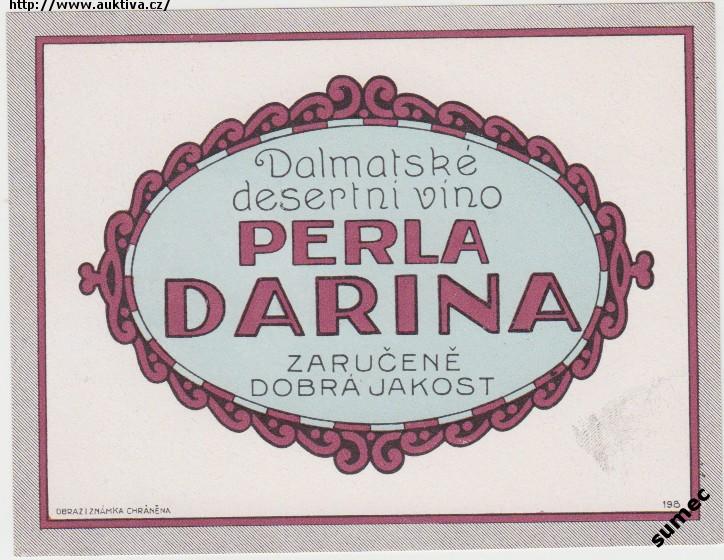 http://www.auktiva.cz/
Dalmatské
desertni vino
PERLA
DARINA
ZARUČENĚ
DOBRÁ JAKOST
OBRAZ I ZNÁMKA CHRÁNĚNA
198
sumec